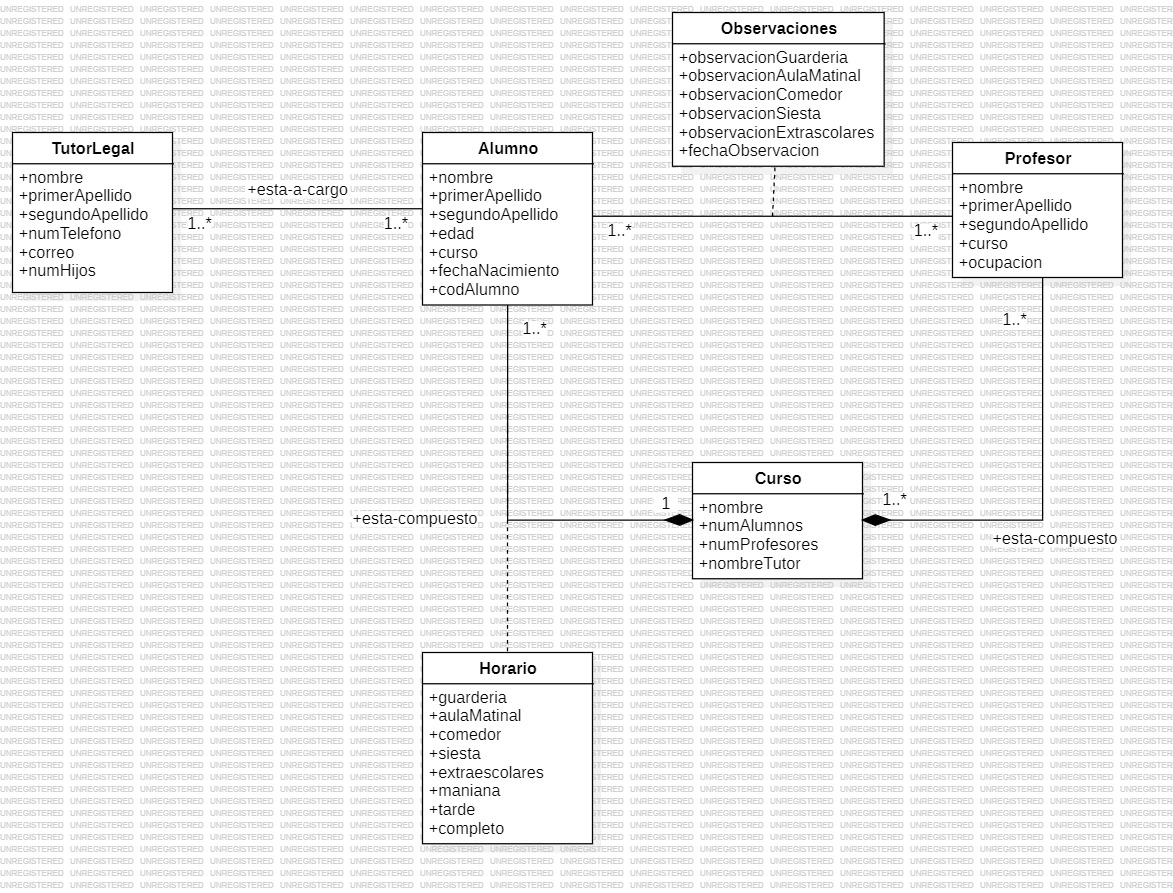 Observaciones
+observacionGuarderia
+observacionAulaMatinal
+observacionComedor
+observacionSiesta
+observacionExtrascolares
+fechaObservacion
TutorLegal
+nombre
+primerApellido
+segundoApellido
+numTelefono
+correo
+numHijos
+esta-a-cargo
1..*
1..*
Alumno
+nombre
+primerApellido
+segundoApellido
+edad
+curso
+fechaNacimiento
+codAlumno
1..*
1..*
Profesor
+nombre
+primerApellido
+segundoApellido
+curso
+ocupacion
1..*
1..*
+esta-compuesto
1
Curso
+nombre
+numAlumnos
+numProfesores
+nombreTutor
1..*
+esta-compuesto
Horario
+guarderia
+aulaMatinal
+comedor
+siesta
+extraescolares
+maniana
+tarde
+completo
UNREGISTERED